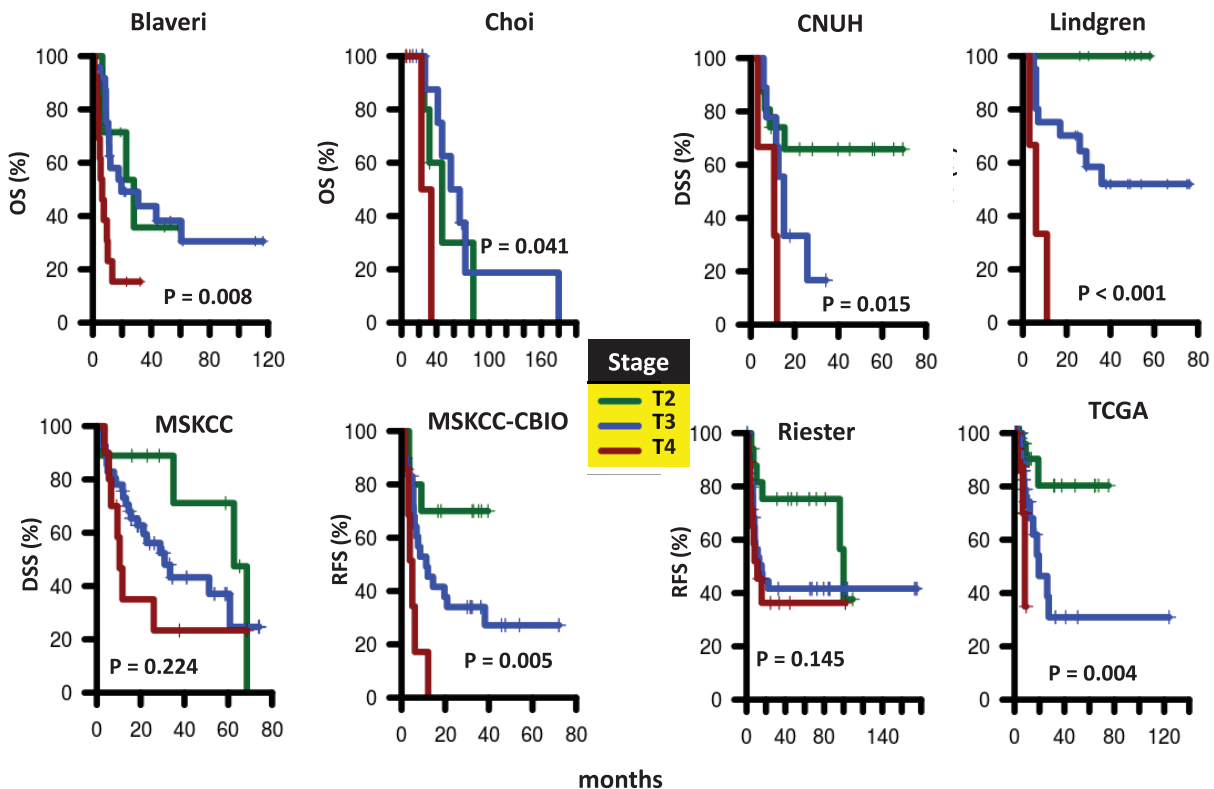 Blaveri
Choi
CNUH
Lindgren
OS (%)
100
80
60
40
20
0
0 40 80 120
P = 0.008
OS (%)
100
80
60
40
20
0
0 40 100 160
P = 0.041
DSS (%)
100
80
60
40
20
0
0 20 40 60 80
P = 0.015
100
80
60
40
20
0
0 20 40 60 80
P < 0.001
Stage
T2
T3
T4
MSKCC
MSKCC-CBIO
Riester
TCGA
DSS (%)
100
80
60
40
20
0
0 20 40 60 80
P = 0.224
RFS (%)
100
80
60
40
20
0
0 20 40 60 80
P = 0.005
RFS (%)
100
80
60
40
20
0
0 40 80 140
P = 0.145
100
80
60
40
20
0
0 40 80 120
P = 0.004
months